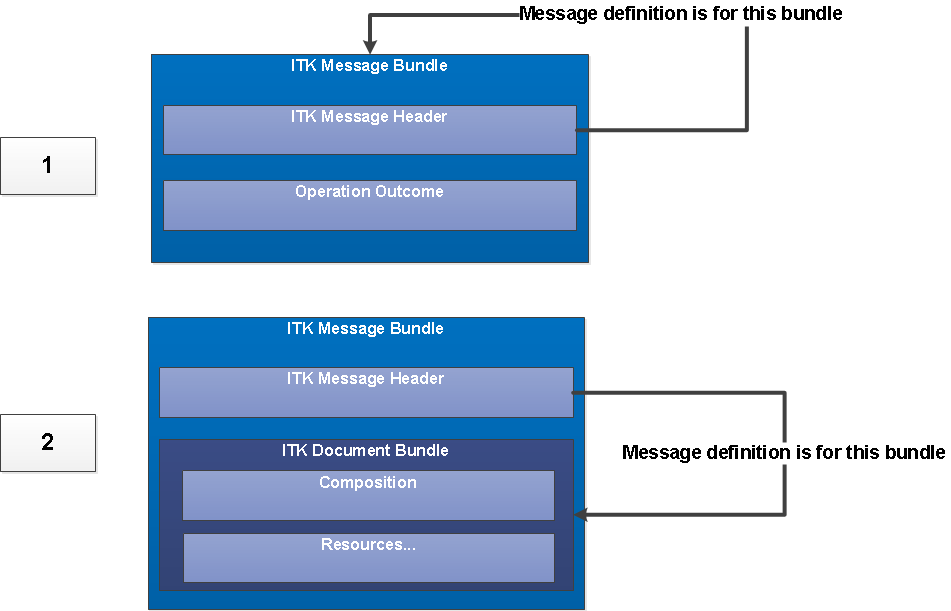 Message definition is for this bundle
ITK Message Bundle
ITK Message Header
1
Operation Outcome
ITK Message Bundle
ITK Message Header
2
ITK Document Bundle
Message definition is for this bundle
Composition
Resources...